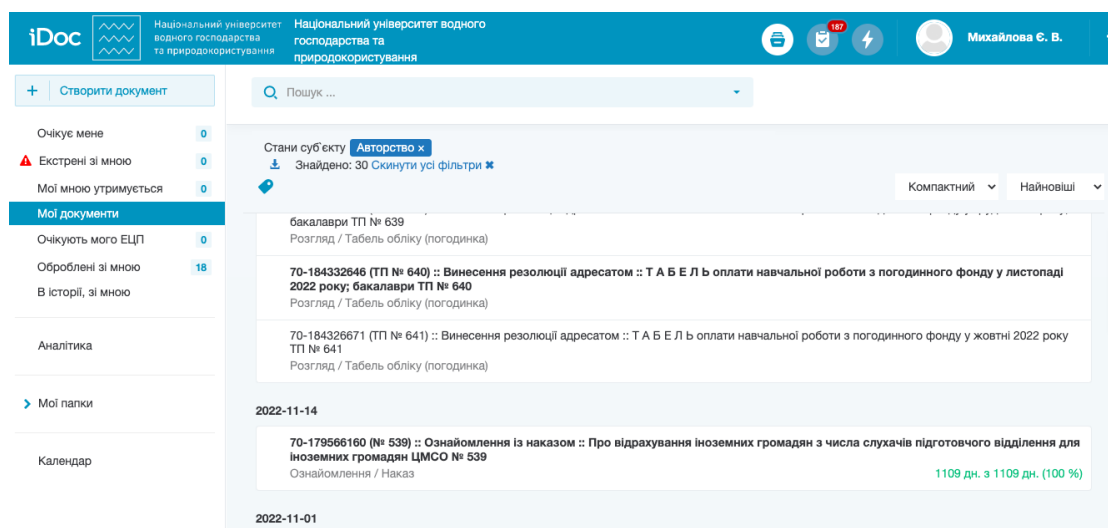 iDoc
Національний університет
водного господарства
та природокористування
Національний університет водного
господарства та
природокористування
187
Михайлова Є. В.
+ Створити документ
Пошук ...
Очікує мене 0
Екстрені зі мною 0
Мої мною утримується 0
Мої документи
Очікують мого ЕЦП 0
Оброблені зі мною 18
В історії, зі мною
Аналітика
Мої папки
Календар
Стани суб`єкту Авторство ×
Знайдено: 30 Скинути усі фільтри ✖
Компактний Найновіші
бакалаври ТП № 639
Розгляд / Табель обліку (погодинка)
70-184332646 (ТП № 640) :: Винесення резолюції адресатом :: Т А Б Е Л Ь оплати навчальної роботи з погодинного фонду у листопаді
2022 року; бакалаври ТП № 640
Розгляд / Табель обліку (погодинка)
70-184326671 (ТП № 641) :: Винесення резолюції адресатом :: Т А Б Е Л Ь оплати навчальної роботи з погодинного фонду у жовтні 2022 року
ТП № 641
Розгляд / Табель обліку (погодинка)
2022-11-14
70-179566160 (№ 539) :: Ознайомлення із наказом :: Про відрахування іноземних громадян з числа слухачів підготовчого відділення для
іноземних громадян ЦМСО № 539
Ознайомлення / Наказ 1109 дн. з 1109 дн. (100 %)
2022-11-01